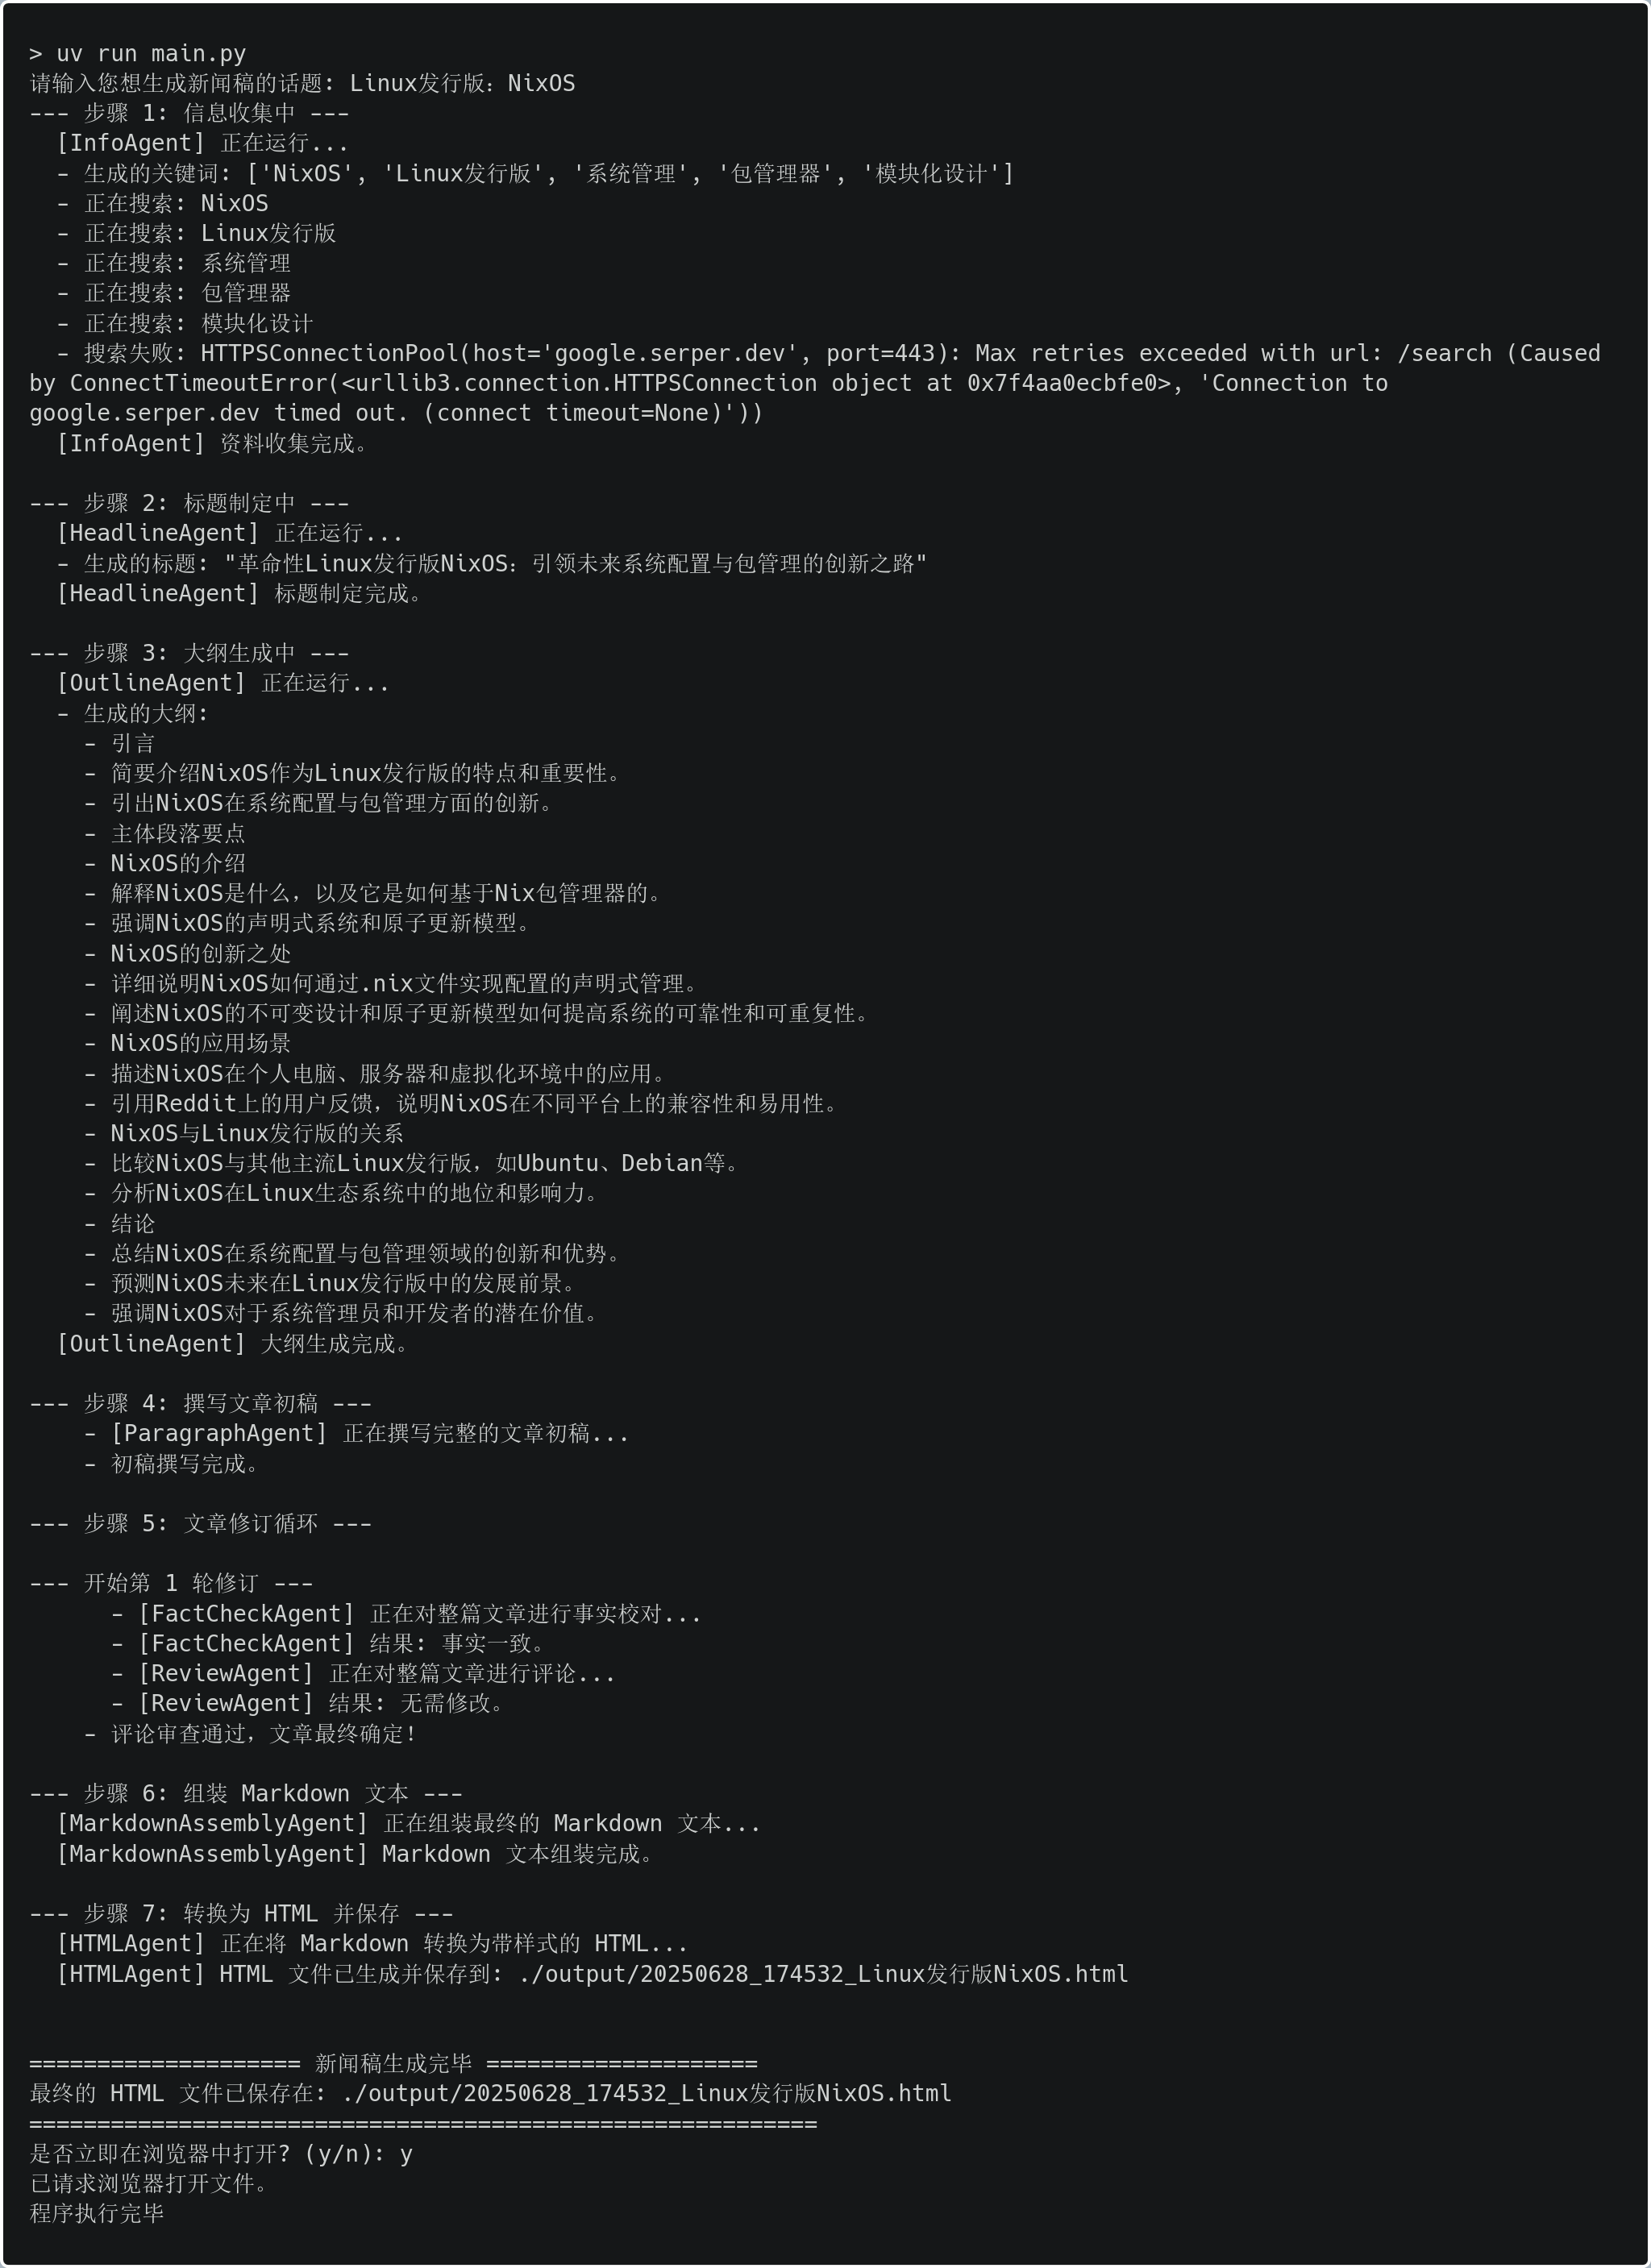 > uv run main.py
请输入您想生成新闻稿的话题: Linux发行版：NixOS
--- 步骤 1: 信息收集中 ---
[InfoAgent] 正在运行...
- 生成的关键词: ['NixOS', 'Linux发行版', '系统管理', '包管理器', '模块化设计']
- 正在搜索: NixOS
- 正在搜索: Linux发行版
- 正在搜索: 系统管理
- 正在搜索: 包管理器
- 正在搜索: 模块化设计
- 搜索失败: HTTPSConnectionPool(host='google.serper.dev', port=443): Max retries exceeded with url: /search (Caused
by ConnectTimeoutError(<urllib3.connection.HTTPSConnection object at 0x7f4aa0ecbfe0>, 'Connection to
google.serper.dev timed out. (connect timeout=None)'))
[InfoAgent] 资料收集完成。
--- 步骤 2: 标题制定中 ---
[HeadlineAgent] 正在运行...
- 生成的标题: "革命性Linux发行版NixOS：引领未来系统配置与包管理的创新之路"
[HeadlineAgent] 标题制定完成。
--- 步骤 3: 大纲生成中 ---
[OutlineAgent] 正在运行...
- 生成的大纲:
- 引言
- 简要介绍NixOS作为Linux发行版的特点和重要性。
- 引出NixOS在系统配置与包管理方面的创新。
- 主体段落要点
- NixOS的介绍
- 解释NixOS是什么，以及它是如何基于Nix包管理器的。
- 强调NixOS的声明式系统和原子更新模型。
- NixOS的创新之处
- 详细说明NixOS如何通过.nix文件实现配置的声明式管理。
- 阐述NixOS的不可变设计和原子更新模型如何提高系统的可靠性和可重复性。
- NixOS的应用场景
- 描述NixOS在个人电脑、服务器和虚拟化环境中的应用。
- 引用Reddit上的用户反馈，说明NixOS在不同平台上的兼容性和易用性。
- NixOS与Linux发行版的关系
- 比较NixOS与其他主流Linux发行版，如Ubuntu、Debian等。
- 分析NixOS在Linux生态系统中的地位和影响力。
- 结论
- 总结NixOS在系统配置与包管理领域的创新和优势。
- 预测NixOS未来在Linux发行版中的发展前景。
- 强调NixOS对于系统管理员和开发者的潜在价值。
[OutlineAgent] 大纲生成完成。
--- 步骤 4: 撰写文章初稿 ---
- [ParagraphAgent] 正在撰写完整的文章初稿...
- 初稿撰写完成。
--- 步骤 5: 文章修订循环 ---
--- 开始第 1 轮修订 ---
- [FactCheckAgent] 正在对整篇文章进行事实校对...
- [FactCheckAgent] 结果: 事实一致。
- [ReviewAgent] 正在对整篇文章进行评论...
- [ReviewAgent] 结果: 无需修改。
- 评论审查通过，文章最终确定！
--- 步骤 6: 组装 Markdown 文本 ---
[MarkdownAssemblyAgent] 正在组装最终的 Markdown 文本...
[MarkdownAssemblyAgent] Markdown 文本组装完成。
--- 步骤 7: 转换为 HTML 并保存 ---
[HTMLAgent] 正在将 Markdown 转换为带样式的 HTML...
[HTMLAgent] HTML 文件已生成并保存到: ./output/20250628_174532_Linux发行版NixOS.html
==================== 新闻稿生成完毕 ====================
最终的 HTML 文件已保存在: ./output/20250628_174532_Linux发行版NixOS.html
==========================================================
是否立即在浏览器中打开? (y/n): y
已请求浏览器打开文件。
程序执行完毕